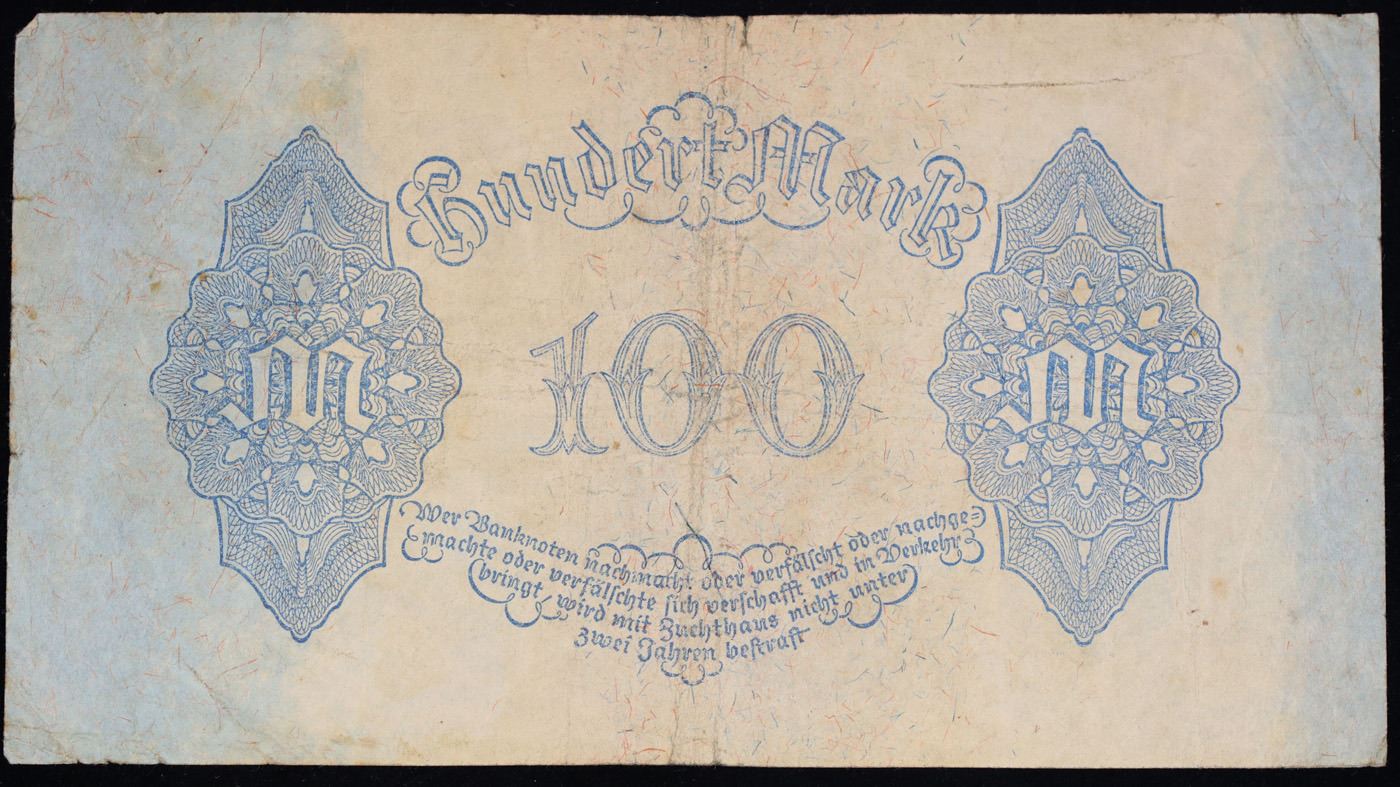 Hundert Mark
M
100
M
Wer Banknoten nachmacht oder verfälscht oder nachge=
machte oder verfälschte sich verschafft und in Verkehr
bringt, wird mit Zuchthaus nicht unter
zwei Jahren bestraft